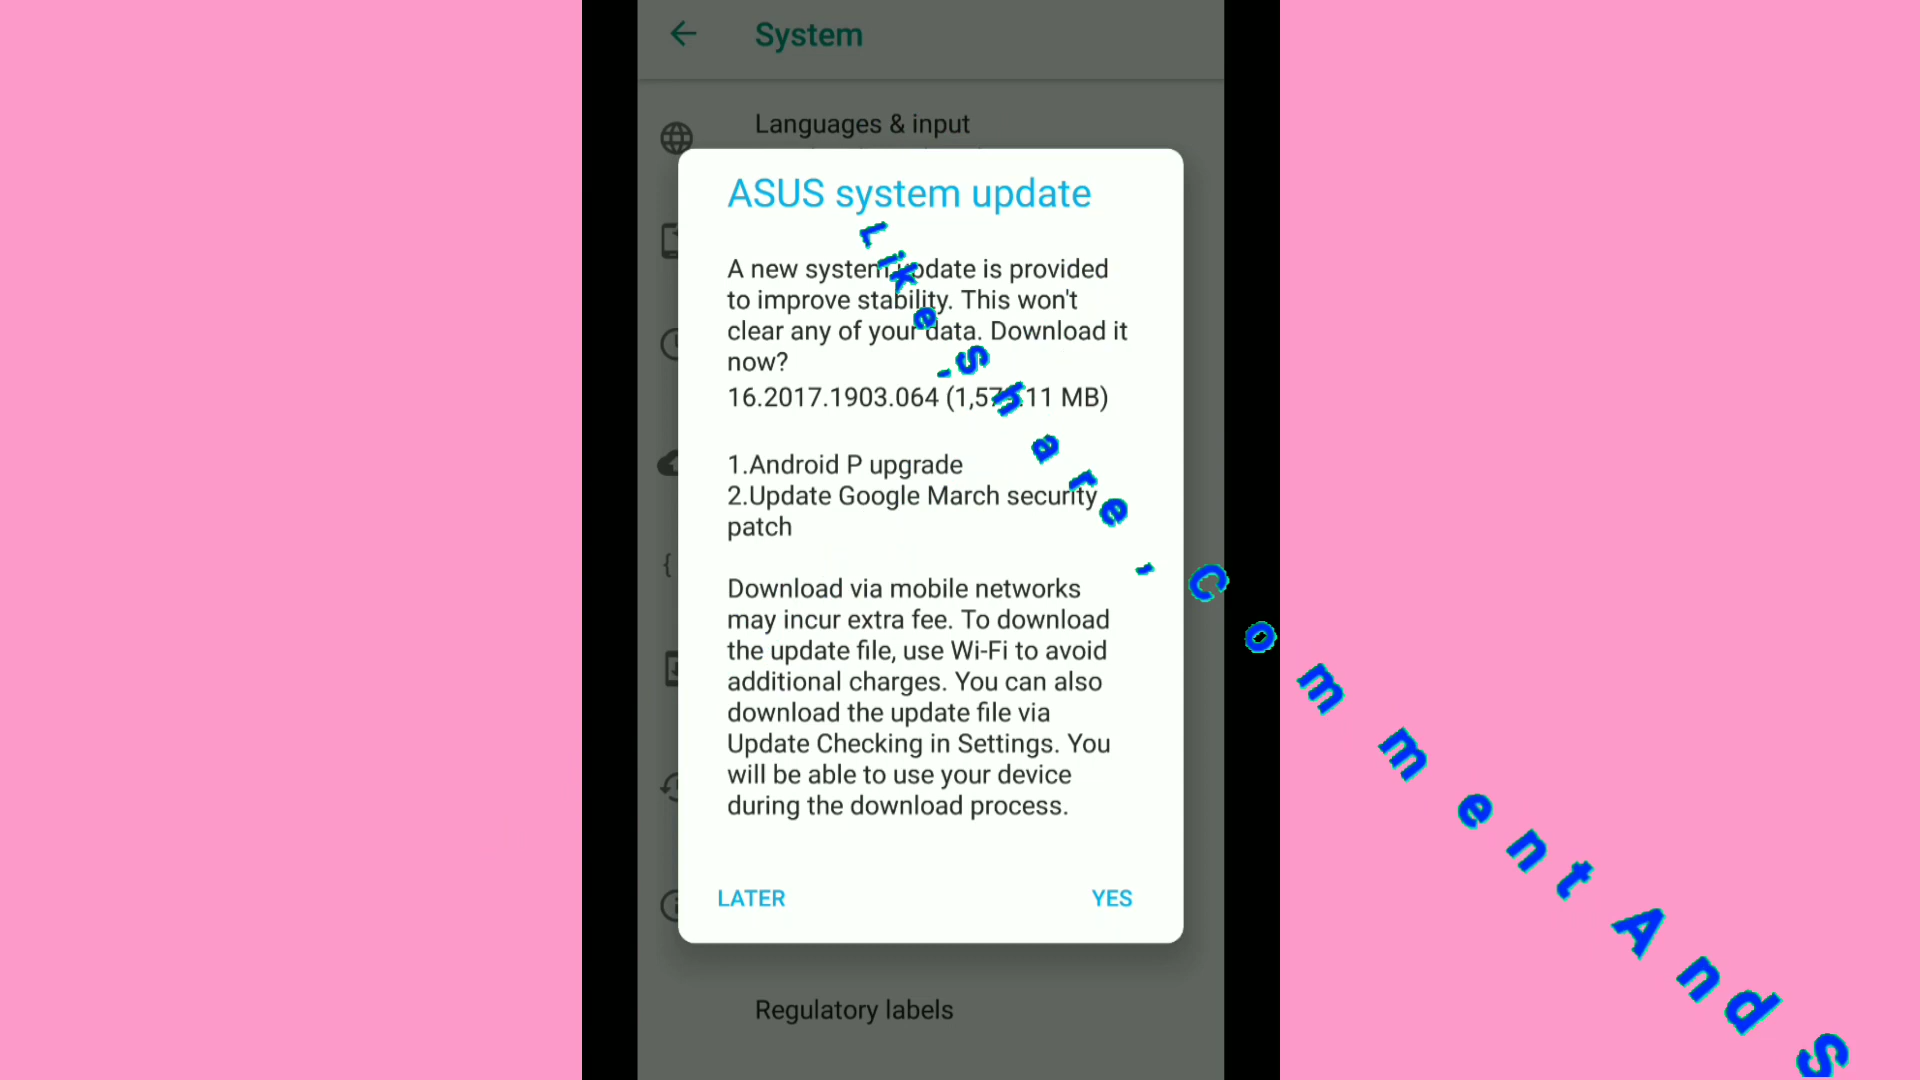 System
Languages & input
ASUS system update
A new system update is provided
to improve stability. This won't
clear any of your data. Download it
now?
16.2017.1903.064 (1,57 .11 MB)
1.Android P upgrade
2.Update Google March security
patch
Download via mobile networks
may incur extra fee. To download
the update file, use Wi-Fi to avoid
additional charges. You can also
download the update file via
Update Checking in Settings. You
will be able to use your device
during the download process.
LATER
YES
Regulatory labels
Like, Share, Comment And S